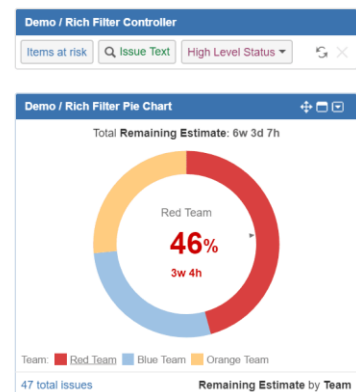 Demo / Rich Filter Controller
Items at risk Issue Text High Level Status
Demo / Rich Filter Pie Chart
Total Remaining Estimate: 6w 3d 7h
Red Team
46%
3w 4h
Team: Red Team Blue Team Orange Team
47 total issues Remaining Estimate by Team